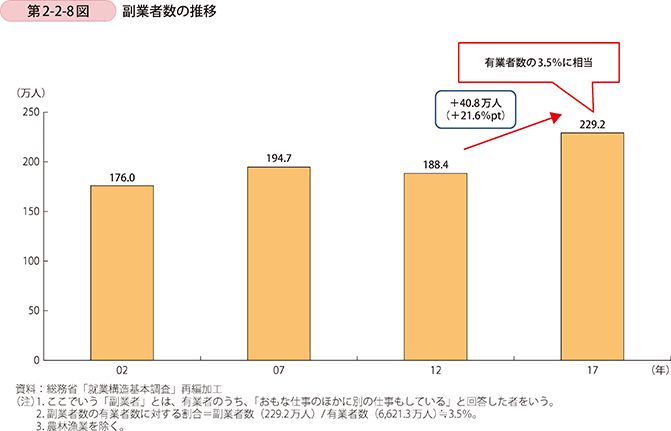 第2-2-8図 副業者数の推移
有業者数の3.5%に相当
(万人)
+40.8万人
(+21.6%pt)
250
200
150
100
50
0
176.0
194.7
188.4
229.2
02 07 12 17 (年)
資料:総務省「就業構造基本調査」再編加工
(注)1. ここでいう「副業者」とは、有業者のうち、「おもな仕事のほかに別の仕事もしている」と回答した者をいう。
2. 副業者数の有業者数に対する割合=副業者数(229.2万人)/有業者数(6,621.3万人)≒3.5%。
3. 農林漁業を除く。